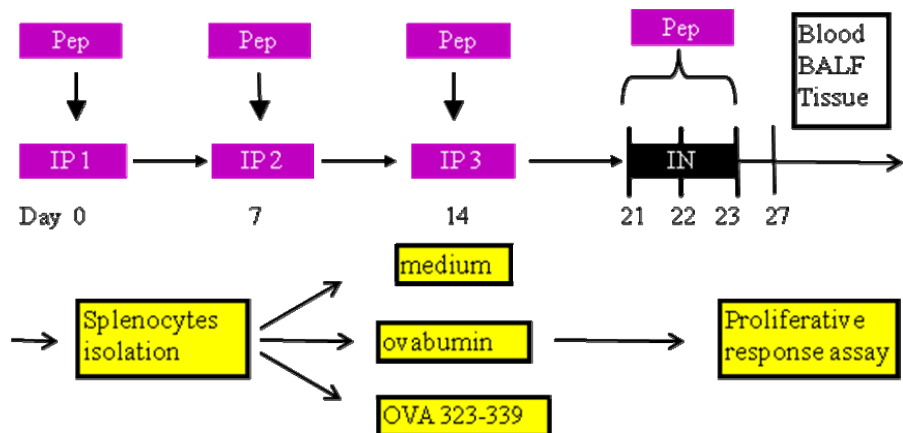 Pep Pep Pep Pep
Blood
BALF
Tissue
IP 1 IP 2 IP 3 IN
Day 0 7 14 21 22 23 27
medium
Splenocytes
isolation
ovabumin
Proliferative
response assay
OVA 323-339